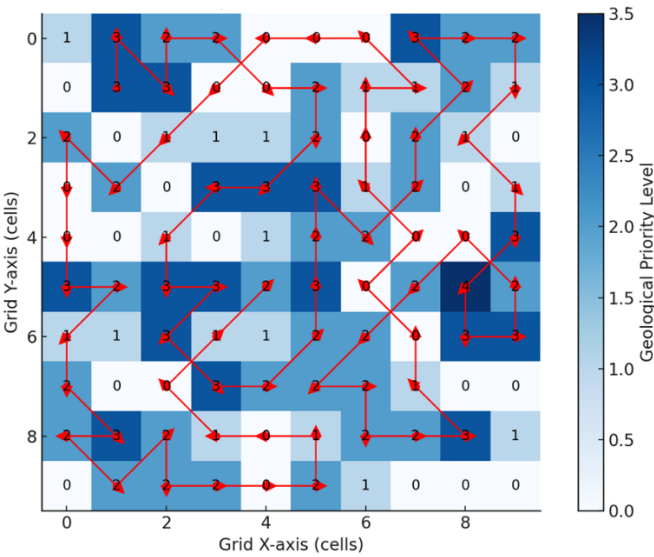 0 1 3 2 2 0 0 0 3 2 2
0 3 3 0 0 2 1 1 2 1
2 2 0 1 1 1 2 0 2 1 0
0 2 0 3 3 3 1 2 0 1
4 0 0 1 0 1 2 2 0 0 3
3 2 3 3 2 3 0 2 4 2
6 1 1 3 1 1 2 2 0 3 3
2 0 0 3 2 2 2 1 0 0
8 2 3 2 1 0 1 2 2 3 1
0 2 2 2 0 2 1 0 0 0
0 2 4 6 8
Grid X-axis (cells)
Grid Y-axis (cells)
3.5
3.0
2.5
2.0
1.5
1.0
0.5
0.0
Geological Priority Level